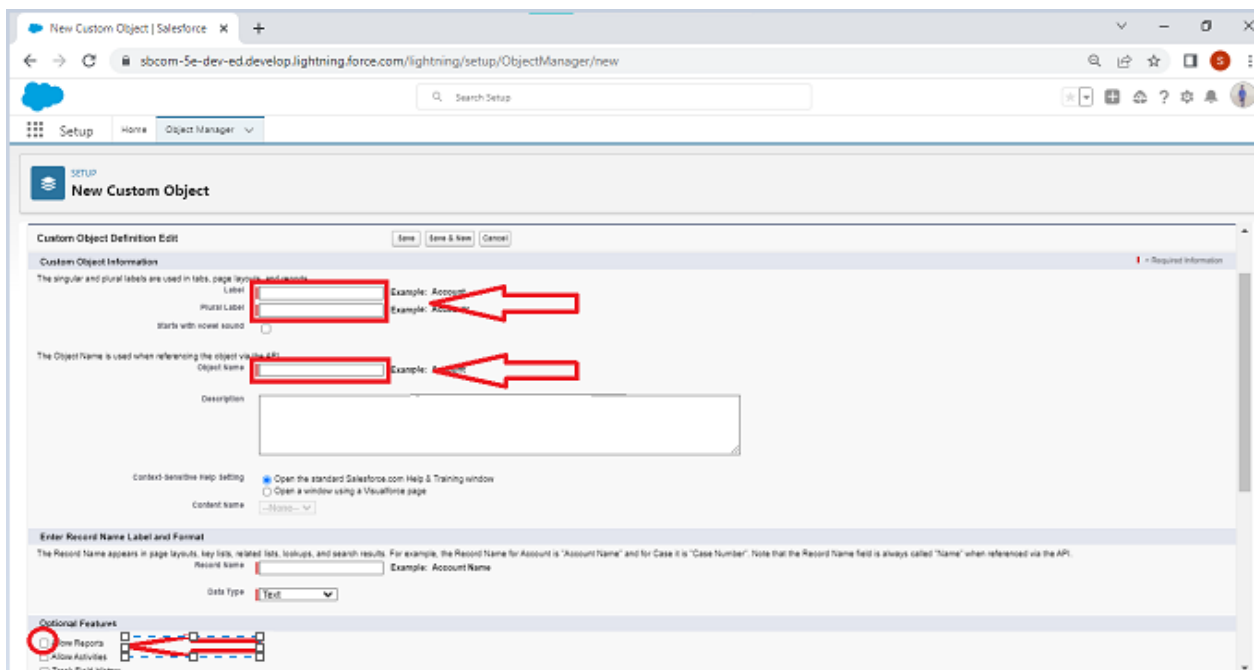 New Custom Object | Salesforce
sbcom-5e-dev-ed.develop.lightning.force.com/lightning/setup/ObjectManager/new
S
Search Setup
Setup Home Object Manager
SETUP
New Custom Object
Custom Object Definition Edit Save Save & New Cancel
Custom Object Information = Required Information
The singular and plural labels are used in tabs, page layouts, and reports.
Label Example: Account
Plural Label Example:
Starts with vowel sound
The Object Name is used when referencing the object via the API.
Object Name Example:
Description
Context-Sensitive Help Setting Open the standard Salesforce.com Help & Training window
Open a window using a Visualforce page
Content Name --None--
Enter Record Name Label and Format
The Record Name appears in page layouts, key lists, related lists, lookups, and search results. For example, the Record Name for Account is "Account Name" and for Case it is "Case Number". Note that the Record Name field is always called "Name" when referenced via the API.
Record Name Example: Account Name
Data Type Text
Optional Features
Allow Reports
Allow Activities